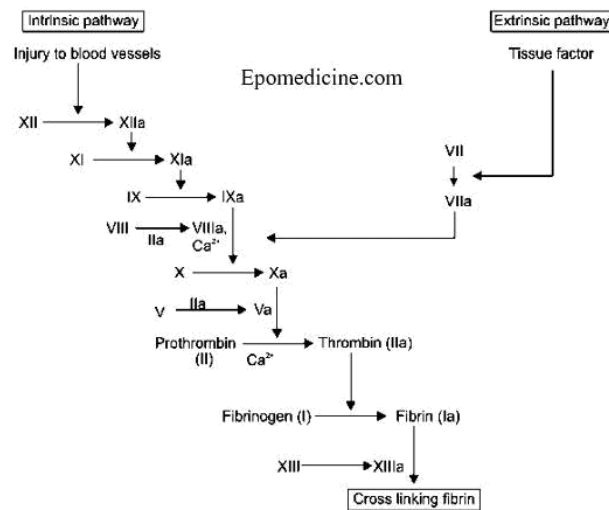 Intrinsic pathway
Extrinsic pathway
Injury to blood vessels
Tissue factor
Epomedicine.com
XII
XIIa
XI
XIa
VII
IX
IXa
VIIa
VIII
IIa
VIIIa,
Ca²⁺
X
Xa
V
IIa
Va
Prothrombin
(II)
Ca²⁺
Thrombin (IIa)
Fibrinogen (I)
Fibrin (Ia)
XIII
XIIIa
Cross linking fibrin